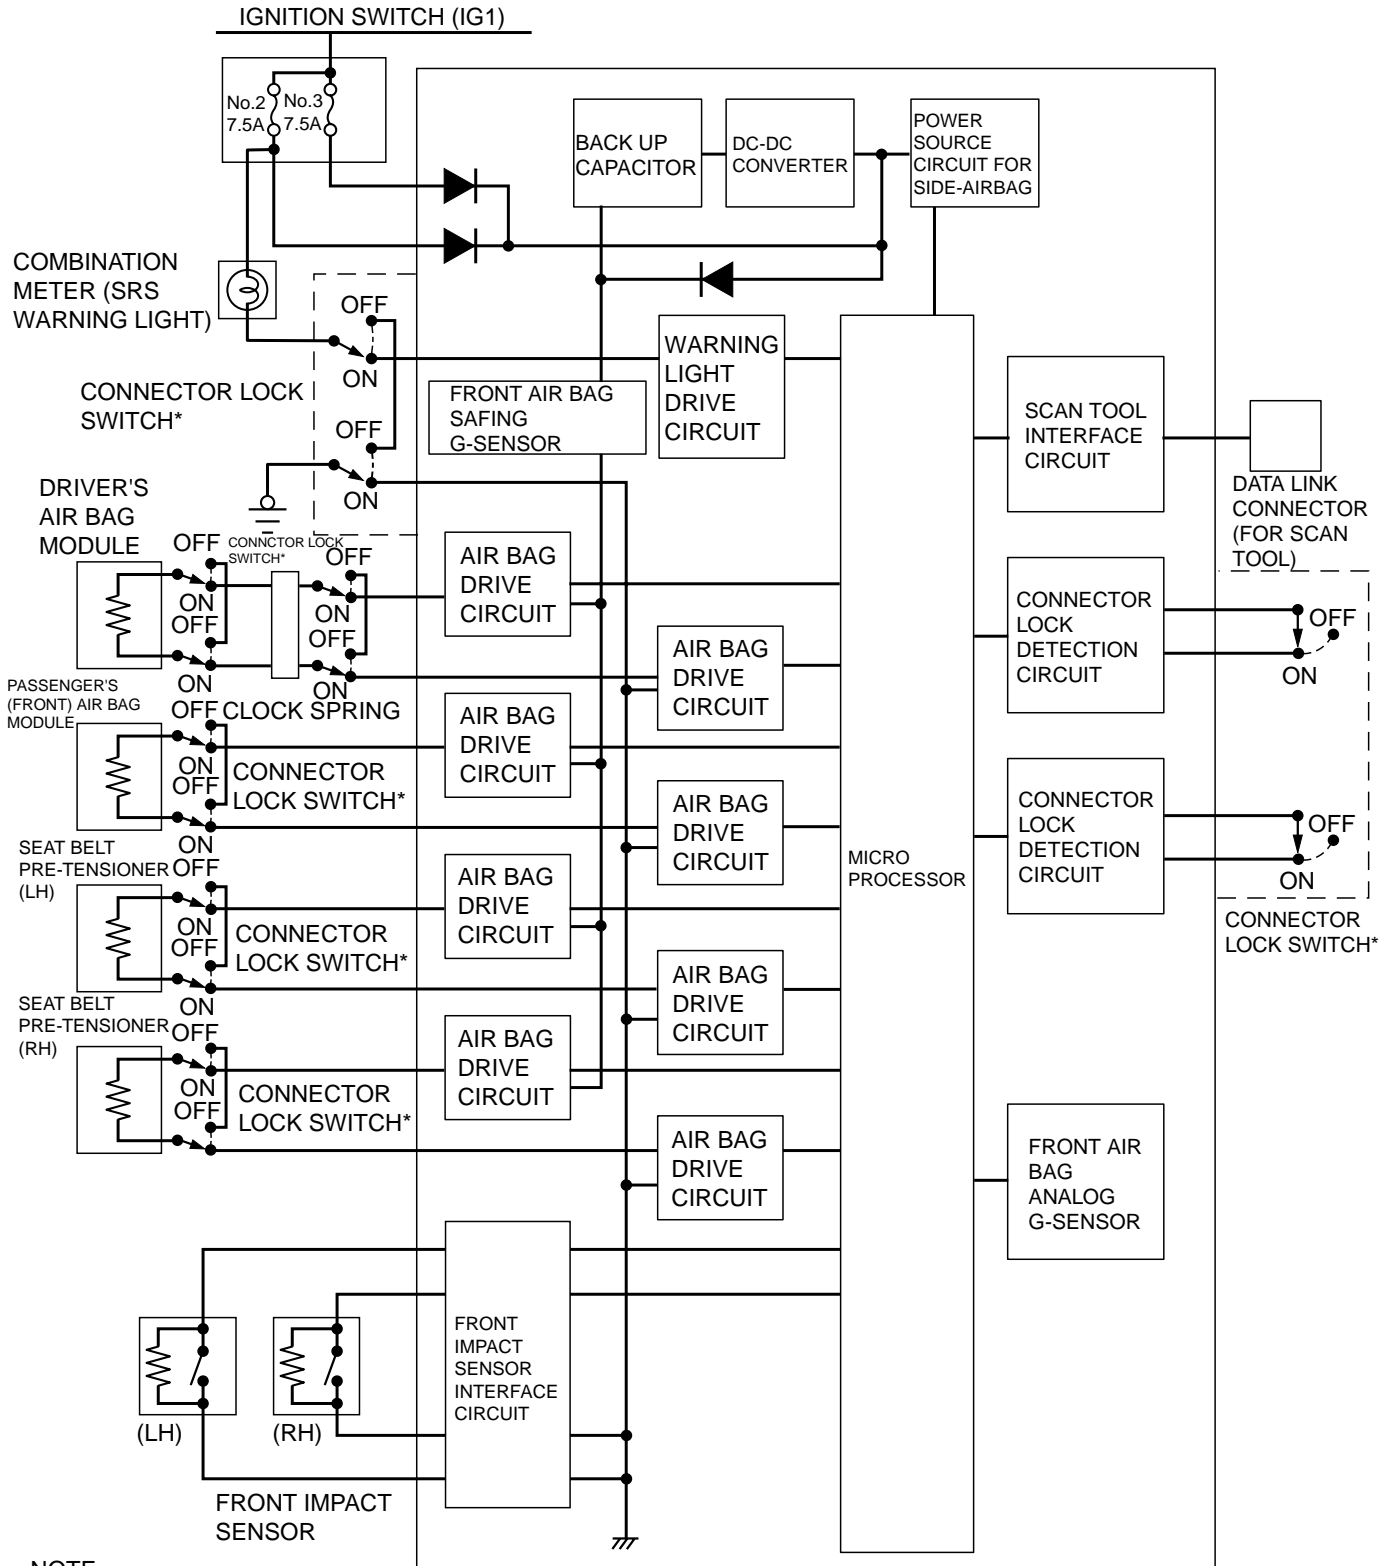 IGNITION SWITCH (IG1)
No.2
7.5A
No.3
7.5A
BACK UP
CAPACITOR
DC-DC
CONVERTER
POWER
SOURCE
CIRCUIT FOR
SIDE-AIRBAG
COMBINATION
METER (SRS
WARNING LIGHT)
OFF
ON
CONNECTOR LOCK
SWITCH*
OFF
ON
FRONT AIR BAG
SAFING
G-SENSOR
WARNING
LIGHT
DRIVE
CIRCUIT
SCAN TOOL
INTERFACE
CIRCUIT
DATA LINK
CONNECTOR
(FOR SCAN
TOOL)
DRIVER'S
AIR BAG
MODULE
OFF
ON
OFF
ON
CONNCTOR LOCK
SWITCH*
OFF
ON
OFF
ON
CLOCK SPRING
AIR BAG
DRIVE
CIRCUIT
AIR BAG
DRIVE
CIRCUIT
CONNECTOR
LOCK
DETECTION
CIRCUIT
OFF
ON
PASSENGER'S
(FRONT) AIR BAG
MODULE
OFF
ON
OFF
ON
CONNECTOR
LOCK SWITCH*
AIR BAG
DRIVE
CIRCUIT
AIR BAG
DRIVE
CIRCUIT
MICRO
PROCESSOR
CONNECTOR
LOCK
DETECTION
CIRCUIT
OFF
ON
CONNECTOR
LOCK SWITCH*
SEAT BELT
PRE-TENSIONER
(LH)
OFF
ON
OFF
ON
CONNECTOR
LOCK SWITCH*
AIR BAG
DRIVE
CIRCUIT
AIR BAG
DRIVE
CIRCUIT
SEAT BELT
PRE-TENSIONER
(RH)
OFF
ON
OFF
CONNECTOR
LOCK SWITCH*
AIR BAG
DRIVE
CIRCUIT
AIR BAG
DRIVE
CIRCUIT
FRONT AIR
BAG
ANALOG
G-SENSOR
FRONT
IMPACT
SENSOR
INTERFACE
CIRCUIT
(LH)
(RH)
FRONT IMPACT
SENSOR
NOTE